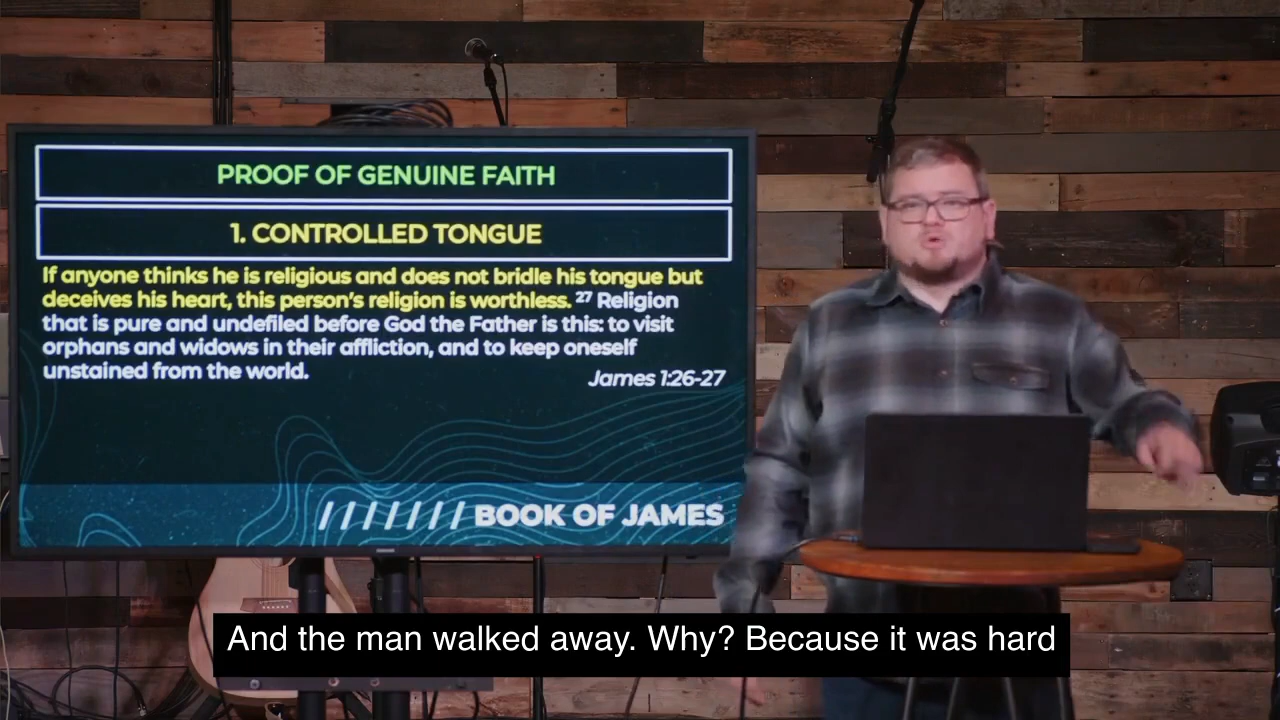 PROOF OF GENUINE FAITH
1. CONTROLLED TONGUE
If anyone thinks he is religious and does not bridle his tongue but
deceives his heart, this person's religion is worthless. 27 Religion
that is pure and undefiled before God the Father is this: to visit
orphans and widows in their affliction, and to keep oneself
unstained from the world.
James 1:26-27
/////// BOOK OF JAMES
And the man walked away. Why? Because it was hard